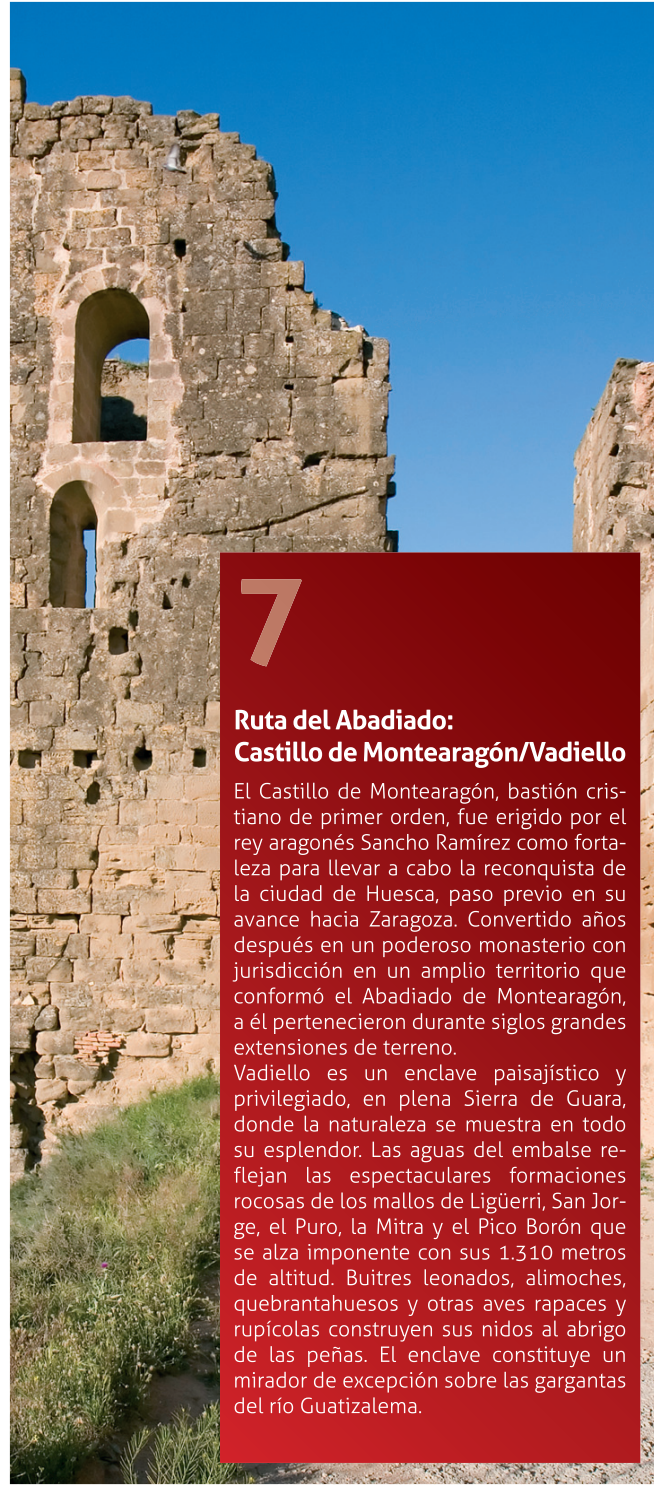 7
Ruta del Abadiado:
Castillo de Montearagón/Vadiello
El Castillo de Montearagón, bastión cris-
tiano de primer orden, fue erigido por el
rey aragonés Sancho Ramírez como forta-
leza para llevar a cabo la reconquista de
la ciudad de Huesca, paso previo en su
avance hacia Zaragoza. Convertido años
después en un poderoso monasterio con
jurisdicción en un amplio territorio que
conformó el Abadiado de Montearagón,
a él pertenecieron durante siglos grandes
extensiones de terreno.
Vadiello es un enclave paisajístico y
privilegiado, en plena Sierra de Guara,
donde la naturaleza se muestra en todo
su esplendor. Las aguas del embalse re-
flejan las espectaculares formaciones
rocosas de los mallos de Ligüerri, San Jor-
ge, el Puro, la Mitra y el Pico Borón que
se alza imponente con sus 1.310 metros
de altitud. Buitres leonados, alimoches,
quebrantahuesos y otras aves rapaces y
rupícolas construyen sus nidos al abrigo
de las peñas. El enclave constituye un
mirador de excepción sobre las gargantas
del río Guatizalema.